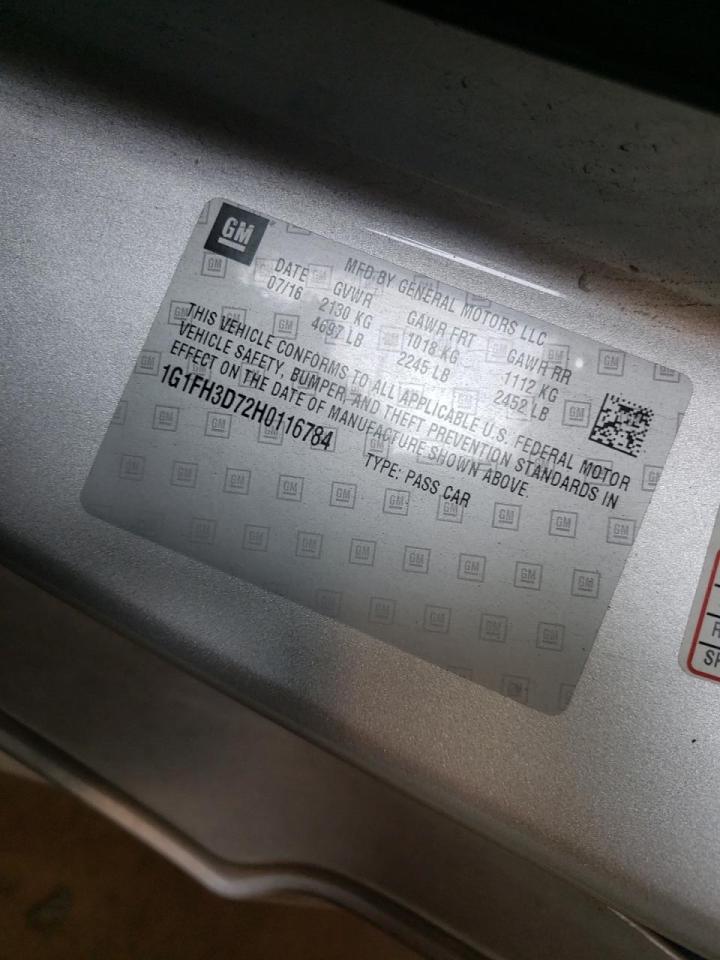 GM
MFD BY GENERAL MOTORS LLC
DATE GVWR GAWR FRT GAWR RR
07/16 2130 KG 1018 KG 1112 KG
4697 LB 2245 LB 2452 LB
THIS VEHICLE CONFORMS TO ALL APPLICABLE U.S. FEDERAL MOTOR
VEHICLE SAFETY, BUMPER, AND THEFT PREVENTION STANDARDS IN
EFFECT ON THE DATE OF MANUFACTURE SHOWN ABOVE.
1G1FH3D72H0116784 TYPE: PASS CAR